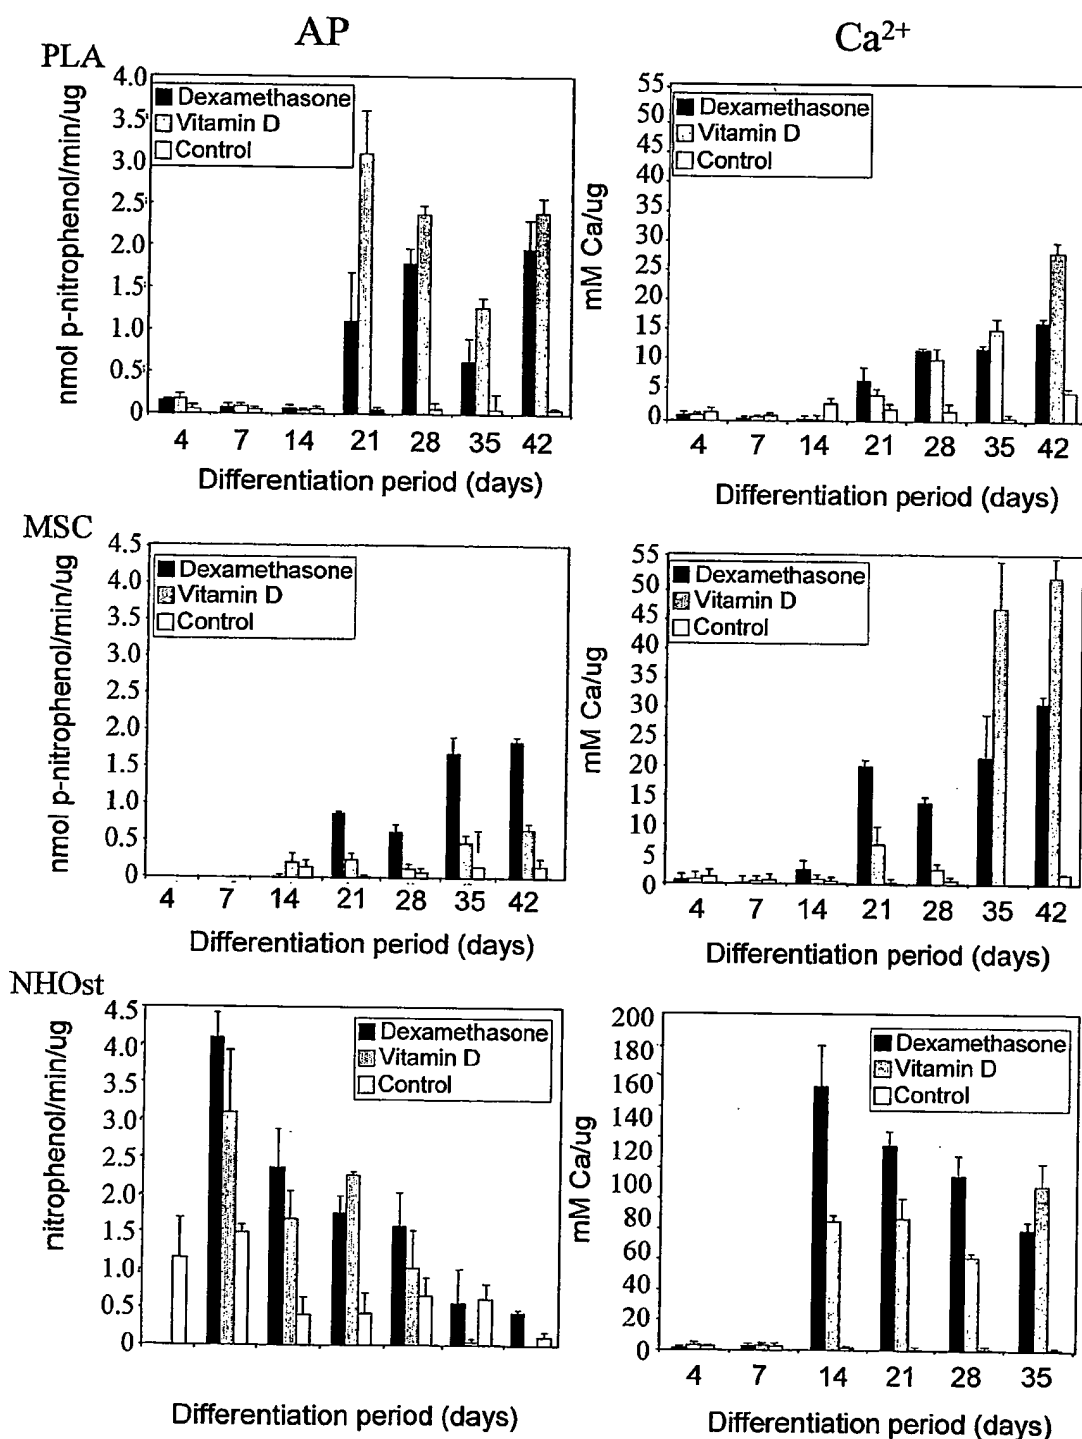 AP
Ca²⁺
PLA
nmol p-nitrophenol/min/ug
4.0
3.5
3.0
2.5
2.0
1.5
1.0
0.5
0
Dexamethasone
Vitamin D
Control
4 7 14 21 28 35 42
Differentiation period (days)
mM Ca/ug
55
50
45
40
35
30
25
20
15
10
5
0
Dexamethasone
Vitamin D
Control
4 7 14 21 28 35 42
Differentiation period (days)
MSC
nmol p-nitrophenol/min/ug
4.5
4.0
3.5
3.0
2.5
2.0
1.5
1.0
0.5
0
Dexamethasone
Vitamin D
Control
4 7 14 21 28 35 42
Differentiation period (days)
mM Ca/ug
55
50
45
40
35
30
25
20
15
10
5
0
Dexamethasone
Vitamin D
Control
4 7 14 21 28 35 42
Differentiation period (days)
NHOst
nitrophenol/min/ug
4.5
4.0
3.5
3.0
2.5
2.0
1.5
1.0
0.5
0
Dexamethasone
Vitamin D
Control
Differentiation period (days)
mM Ca/ug
200
180
160
140
120
100
80
60
40
20
0
Dexamethasone
Vitamin D
Control
4 7 14 21 28 35
Differentiation period (days)